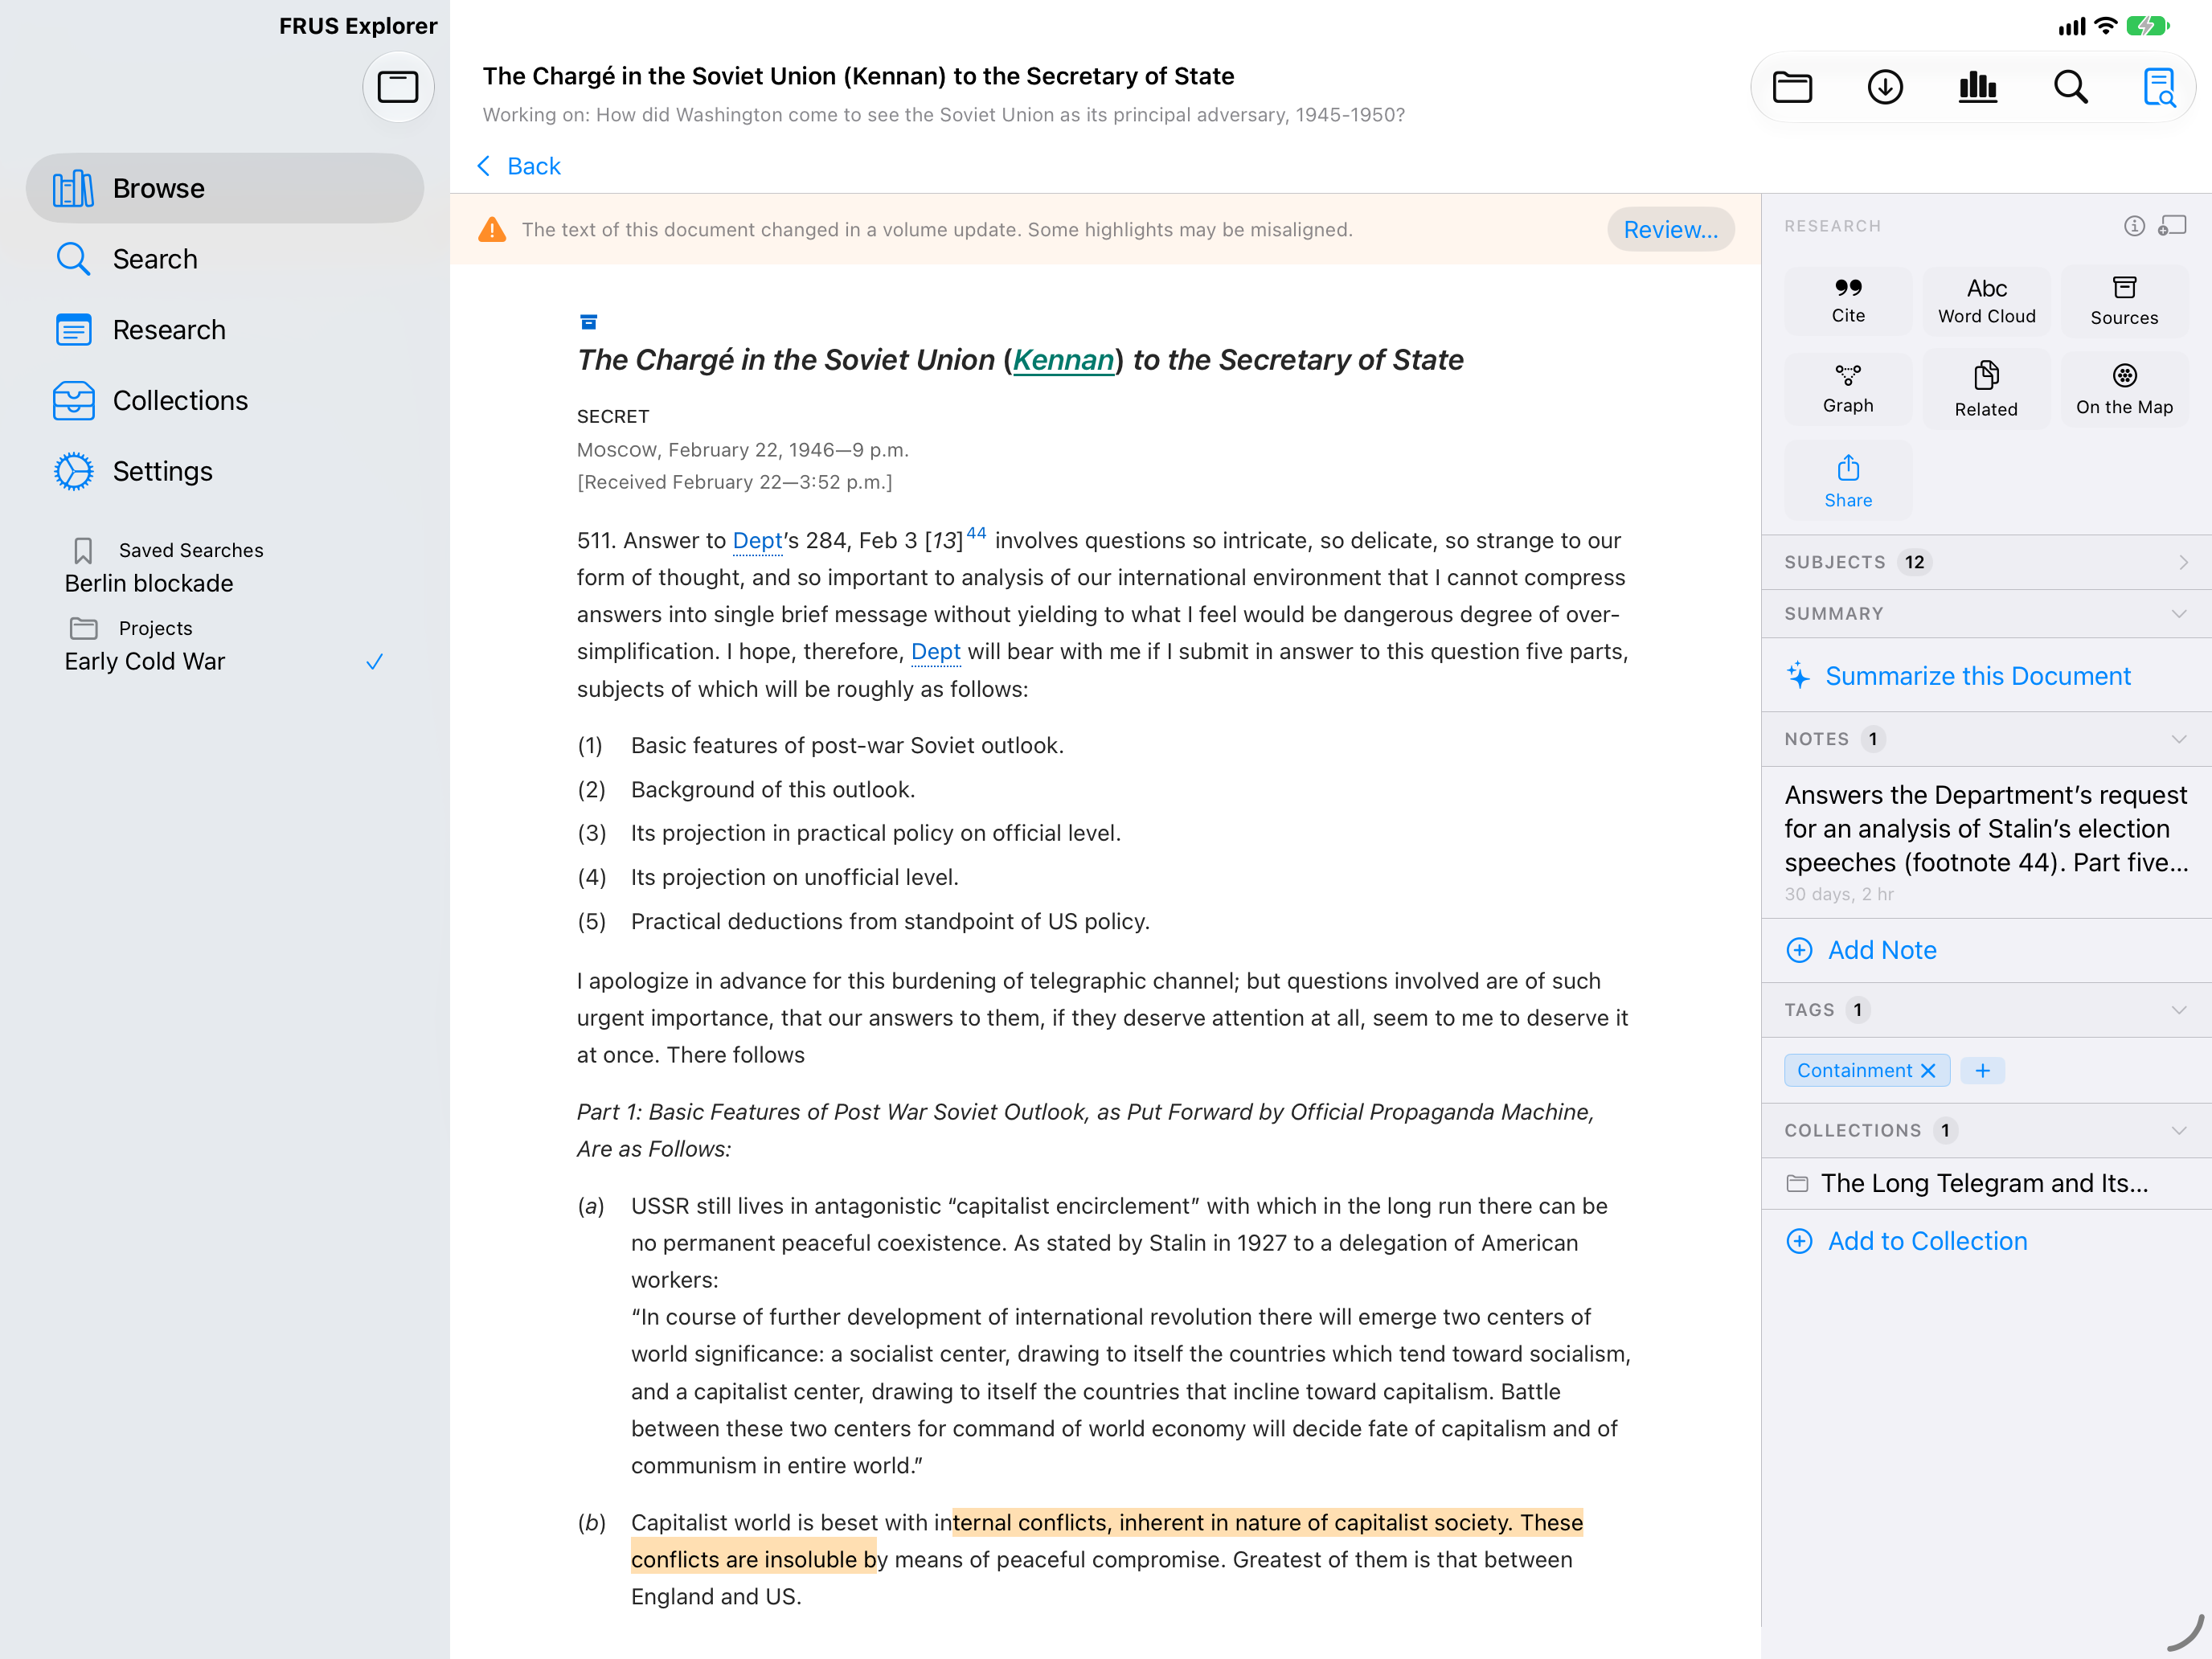 FRUS Explorer
Browse
Search
Research
Collections
Settings
Saved Searches
Berlin blockade
Projects
Early Cold War
The Chargé in the Soviet Union (Kennan) to the Secretary of State
Working on: How did Washington come to see the Soviet Union as its principal adversary, 1945-1950?
Back
The text of this document changed in a volume update. Some highlights may be misaligned.
Review...
The Chargé in the Soviet Union (Kennan) to the Secretary of State
SECRET
Moscow, February 22, 1946—9 p.m.
[Received February 22—3:52 p.m.]
511. Answer to Dept’s 284, Feb 3 [13]44 involves questions so intricate, so delicate, so strange to our
form of thought, and so important to analysis of our international environment that I cannot compress
answers into single brief message without yielding to what I feel would be dangerous degree of over-
simplification. I hope, therefore, Dept will bear with me if I submit in answer to this question five parts,
subjects of which will be roughly as follows:
(1) Basic features of post-war Soviet outlook.
(2) Background of this outlook.
(3) Its projection in practical policy on official level.
(4) Its projection on unofficial level.
(5) Practical deductions from standpoint of US policy.
I apologize in advance for this burdening of telegraphic channel; but questions involved are of such
urgent importance, that our answers to them, if they deserve attention at all, seem to me to deserve it
at once. There follows
Part 1: Basic Features of Post War Soviet Outlook, as Put Forward by Official Propaganda Machine,
Are as Follows:
(a) USSR still lives in antagonistic “capitalist encirclement” with which in the long run there can be
no permanent peaceful coexistence. As stated by Stalin in 1927 to a delegation of American
workers:
“In course of further development of international revolution there will emerge two centers of
world significance: a socialist center, drawing to itself the countries which tend toward socialism,
and a capitalist center, drawing to itself the countries that incline toward capitalism. Battle
between these two centers for command of world economy will decide fate of capitalism and of
communism in entire world.”
(b) Capitalist world is beset with internal conflicts, inherent in nature of capitalist society. These
conflicts are insoluble by means of peaceful compromise. Greatest of them is that between
England and US.
RESEARCH
Cite
Abc
Word Cloud
Sources
Graph
Related
On the Map
Share
SUBJECTS 12
SUMMARY
Summarize this Document
NOTES 1
Answers the Department’s request
for an analysis of Stalin’s election
speeches (footnote 44). Part five...
30 days, 2 hr
Add Note
TAGS 1
Containment
COLLECTIONS 1
The Long Telegram and Its...
Add to Collection